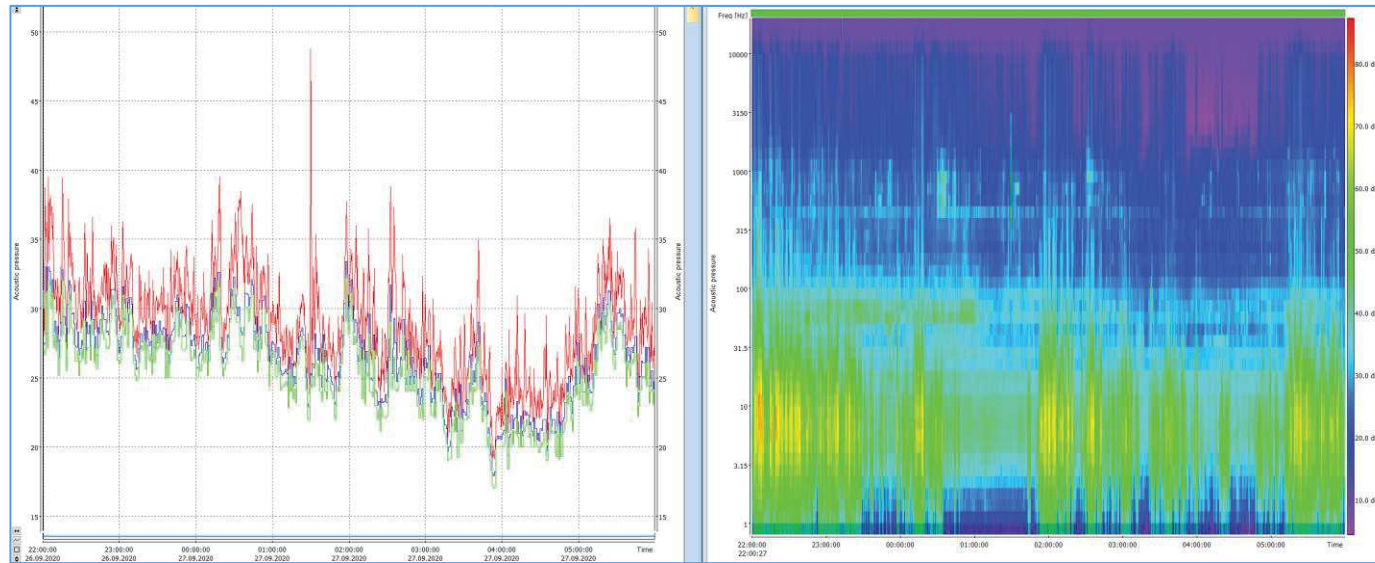 50
50
45
45
40
40
35
35
30
30
25
25
20
20
15
15
Acoustic pressure
Acoustic pressure
22:00:00 23:00:00 00:00:00 01:00:00 02:00:00 03:00:00 04:00:00 05:00:00 Time
26.09.2020 26.09.2020 27.09.2020 27.09.2020 27.09.2020 27.09.2020 27.09.2020 27.09.2020
Freq [Hz]
10000
3150
1000
315
100
31.5
10
3.15
1
Acoustic pressure
80.0 d
70.0 d
60.0 d
50.0 d
40.0 d
30.0 d
20.0 d
10.0 d
22:00:00 23:00:00 00:00:00 01:00:00 02:00:00 03:00:00 04:00:00 05:00:00 Time
22:00:27